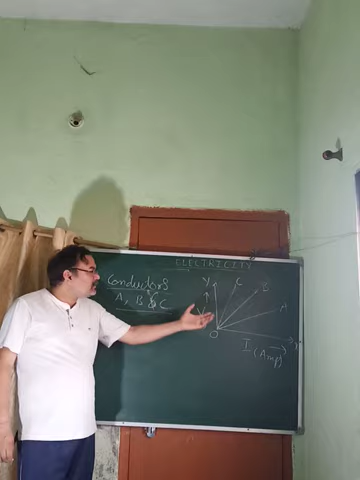 ELECTRICITY
Conductors
A, B & C
Y
C
B
A
O
I (Amp)